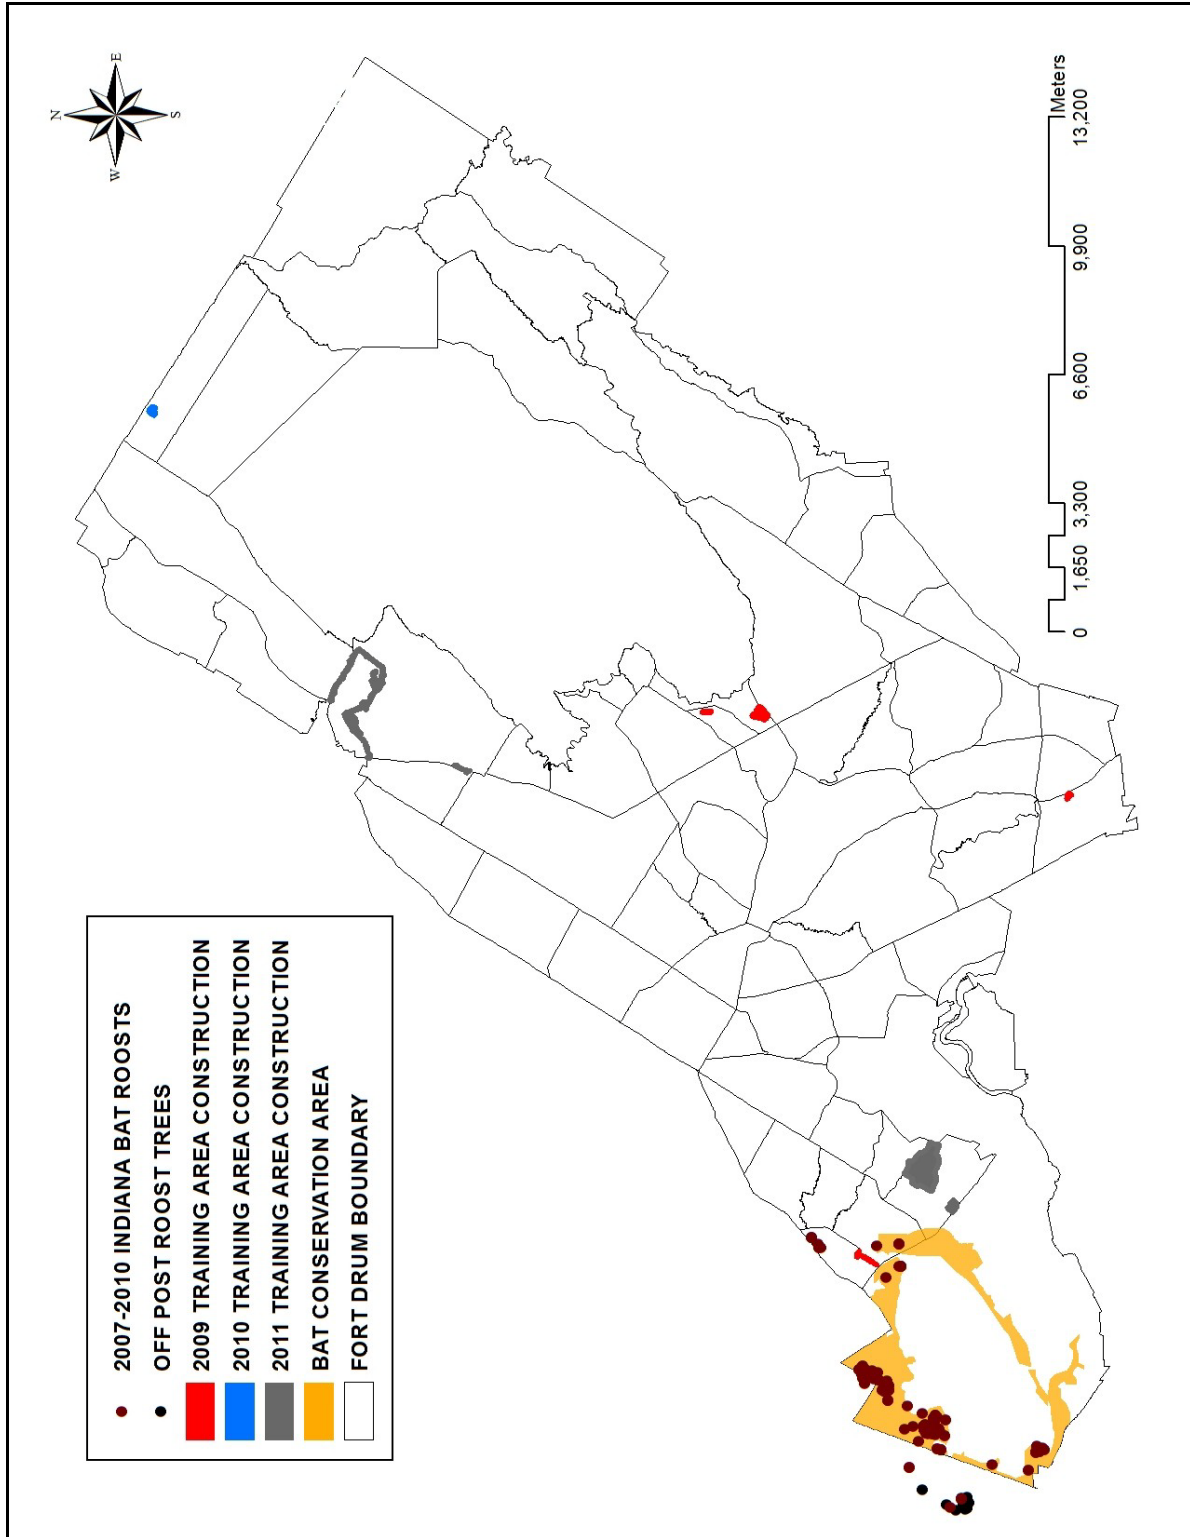 N
E
W
S
2007-2010 INDIANA BAT ROOSTS
OFF POST ROOST TREES
2009 TRAINING AREA CONSTRUCTION
2010 TRAINING AREA CONSTRUCTION
2011 TRAINING AREA CONSTRUCTION
BAT CONSERVATION AREA
FORT DRUM BOUNDARY
Meters
0 1,650 3,300 6,600 9,900 13,200